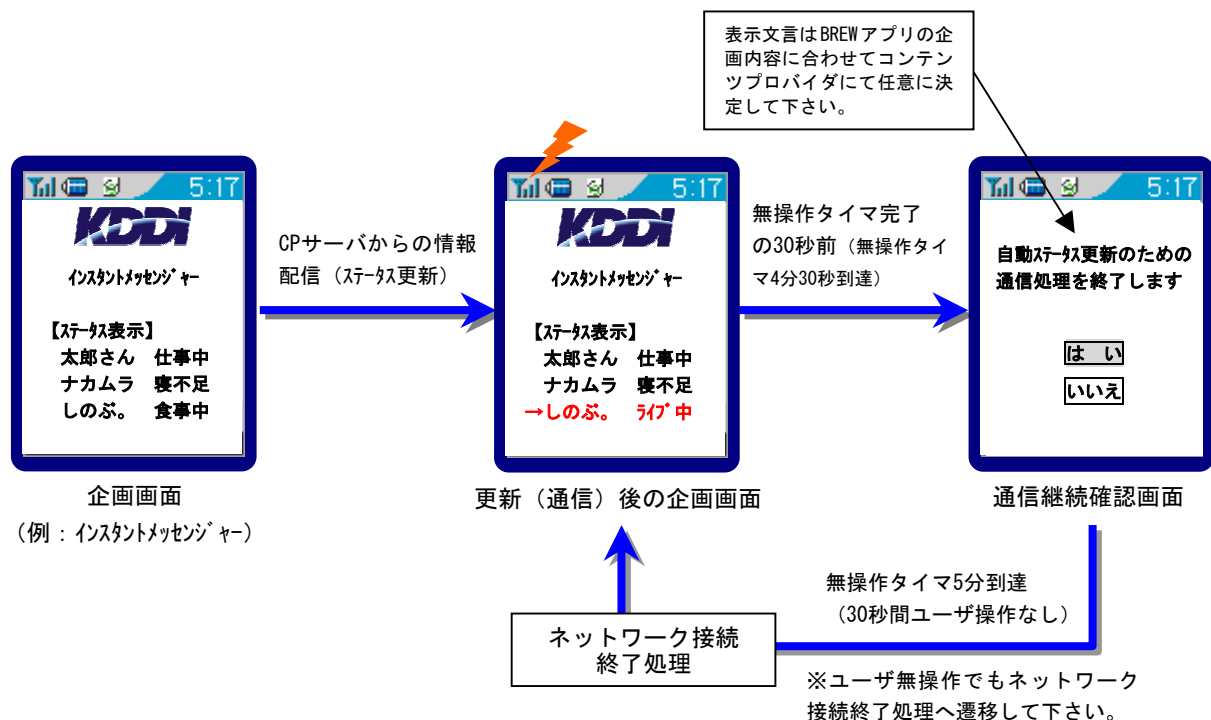 表示文言はBREWアプリの企
画内容に合わせてコンテン
ツプロバイダにて任意に決
定して下さい。
5:17
KDDI
インスタントメッセンジャー
【ステータス表示】
太郎さん 仕事中
ナカムラ 寝不足
しのぶ。 食事中
企画画面
（例：インスタントメッセンジャー）
CPサーバからの情報
配信（ステータス更新）
5:17
KDDI
インスタントメッセンジャー
【ステータス表示】
太郎さん 仕事中
ナカムラ 寝不足
→しのぶ。 ライブ中
更新（通信）後の企画画面
無操作タイマ完了
の30秒前（無操作タイ
マ4分30秒到達）
5:17
自動ステータス更新のための
通信処理を終了します
は い
いいえ
通信継続確認画面
無操作タイマ5分到達
（30秒間ユーザ操作なし）
ネットワーク接続
終了処理
※ユーザ無操作でもネットワーク
接続終了処理へ遷移して下さい。